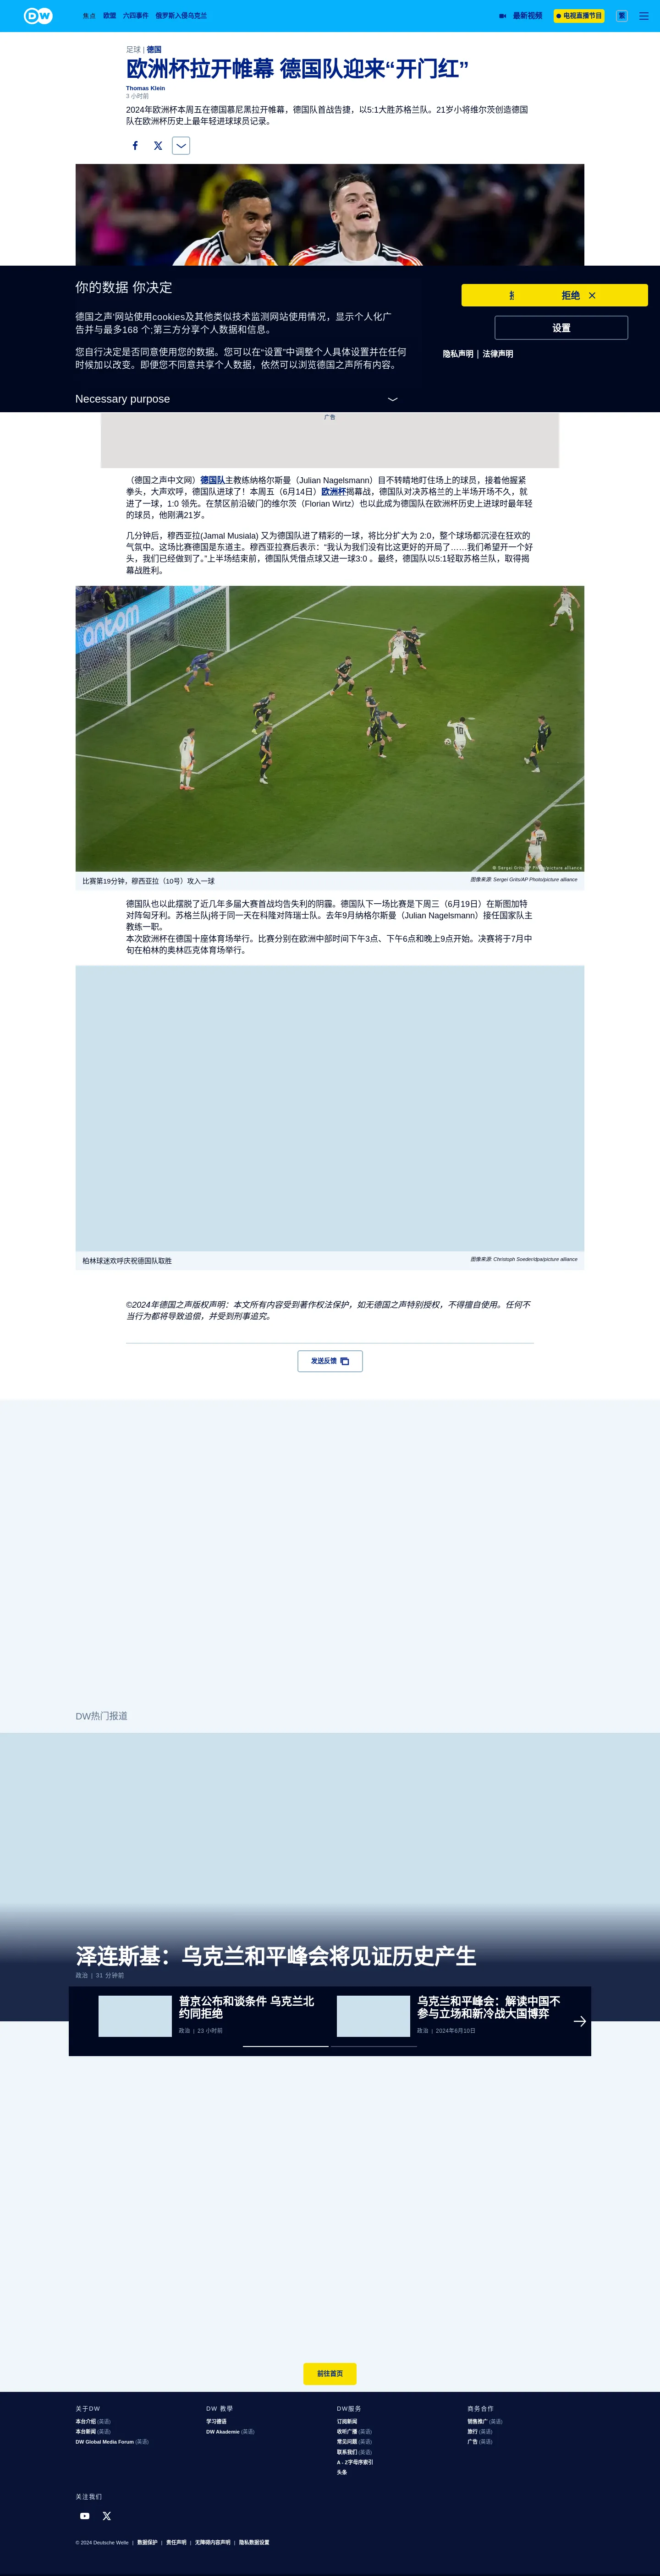 DW
焦点 欧盟 六四事件 俄罗斯入侵乌克兰
最新视频 电视直播节目 繁
足球 | 德国
欧洲杯拉开帷幕 德国队迎来“开门红”
Thomas Klein
3 小时前
2024年欧洲杯本周五在德国慕尼黑拉开帷幕，德国队首战告捷，以5:1大胜苏格兰队。21岁小将维尔茨创造德国
队在欧洲杯历史上最年轻进球球员记录。
你的数据 你决定
德国之声'网站使用cookies及其他类似技术监测网站使用情况，显示个人化广
告并与最多168 个;第三方分享个人数据和信息。
您自行决定是否同意使用您的数据。您可以在“设置”中调整个人具体设置并在任何
时候加以改变。即便您不同意共享个人数据，依然可以浏览德国之声所有内容。
Necessary purpose
拒绝
设置
隐私声明 | 法律声明
广告
（德国之声中文网）德国队主教练纳格尔斯曼（Julian Nagelsmann）目不转睛地盯住场上的球员，接着他握紧
拳头，大声欢呼，德国队进球了！本周五（6月14日）欧洲杯揭幕战，德国队对决苏格兰的上半场开场不久，就
进了一球，1:0 领先。在禁区前沿破门的维尔茨（Florian Wirtz）也以此成为德国队在欧洲杯历史上进球时最年轻
的球员，他刚满21岁。
几分钟后，穆西亚拉(Jamal Musiala) 又为德国队进了精彩的一球，将比分扩大为 2:0，整个球场都沉浸在狂欢的
气氛中。这场比赛德国是东道主。穆西亚拉赛后表示：“我认为我们没有比这更好的开局了……我们希望开一个好
头，我们已经做到了。”上半场结束前，德国队凭借点球又进一球3:0 。最终，德国队以5:1轻取苏格兰队，取得揭
幕战胜利。
antom
7
10
© Sergei Grits/AP Photo/picture alliance
比赛第19分钟，穆西亚拉（10号）攻入一球
图像来源: Sergei Grits/AP Photo/picture alliance
德国队也以此摆脱了近几年多届大赛首战均告失利的阴霾。德国队下一场比赛是下周三（6月19日）在斯图加特
对阵匈牙利。苏格兰队j将于同一天在科隆对阵瑞士队。去年9月纳格尔斯曼（Julian Nagelsmann）接任国家队主
教练一职。
本次欧洲杯在德国十座体育场举行。比赛分别在欧洲中部时间下午3点、下午6点和晚上9点开始。决赛将于7月中
旬在柏林的奥林匹克体育场举行。
柏林球迷欢呼庆祝德国队取胜
图像来源: Christoph Soeder/dpa/picture alliance
©2024年德国之声版权声明：本文所有内容受到著作权法保护，如无德国之声特别授权，不得擅自使用。任何不
当行为都将导致追偿，并受到刑事追究。
发送反馈
DW热门报道
泽连斯基：乌克兰和平峰会将见证历史产生
政治 | 31 分钟前
普京公布和谈条件 乌克兰北
约同拒绝
政治 | 23 小时前
乌克兰和平峰会：解读中国不
参与立场和新冷战大国博弈
政治 | 2024年6月10日
前往首页
关于DW
本台介绍 (英语)
本台新闻 (英语)
DW Global Media Forum (英语)
DW 教學
学习德语
DW Akademie (英语)
DW服务
订阅新闻
收听广播 (英语)
常见问题 (英语)
联系我们 (英语)
A - Z字母序索引
头条
商务合作
销售推广 (英语)
旅行 (英语)
广告 (英语)
关注我们
© 2024 Deutsche Welle | 数据保护 | 责任声明 | 无障碍内容声明 | 隐私数据设置